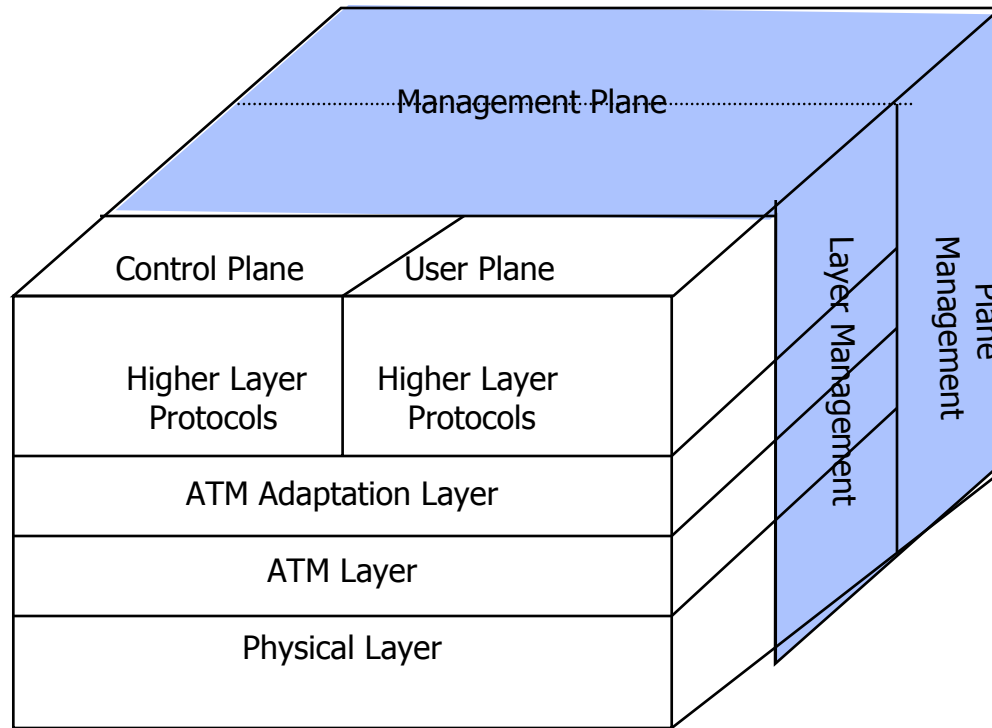 Management Plane
Control Plane
User Plane
Higher Layer
Protocols
Higher Layer
Protocols
ATM Adaptation Layer
ATM Layer
Physical Layer
Layer Management
Plane
Management